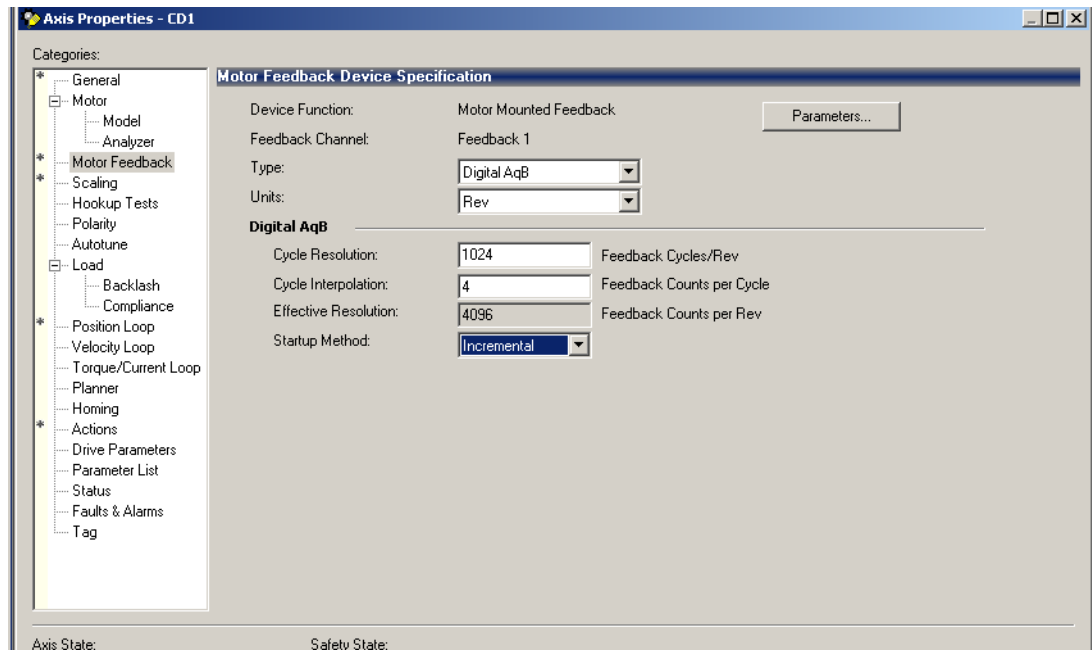 Axis Properties - CD1
Categories:
* General
Motor
Model
Analyzer
* Motor Feedback
* Scaling
Hookup Tests
Polarity
Autotune
Load
Backlash
Compliance
* Position Loop
Velocity Loop
Torque/Current Loop
Planner
Homing
* Actions
Drive Parameters
Parameter List
Status
Faults & Alarms
Tag
Motor Feedback Device Specification
Device Function: Motor Mounted Feedback Parameters...
Feedback Channel: Feedback 1
Type: Digital AqB
Units: Rev
Digital AqB
Cycle Resolution: 1024 Feedback Cycles/Rev
Cycle Interpolation: 4 Feedback Counts per Cycle
Effective Resolution: 4096 Feedback Counts per Rev
Startup Method: Incremental
Axis State: Safety State: